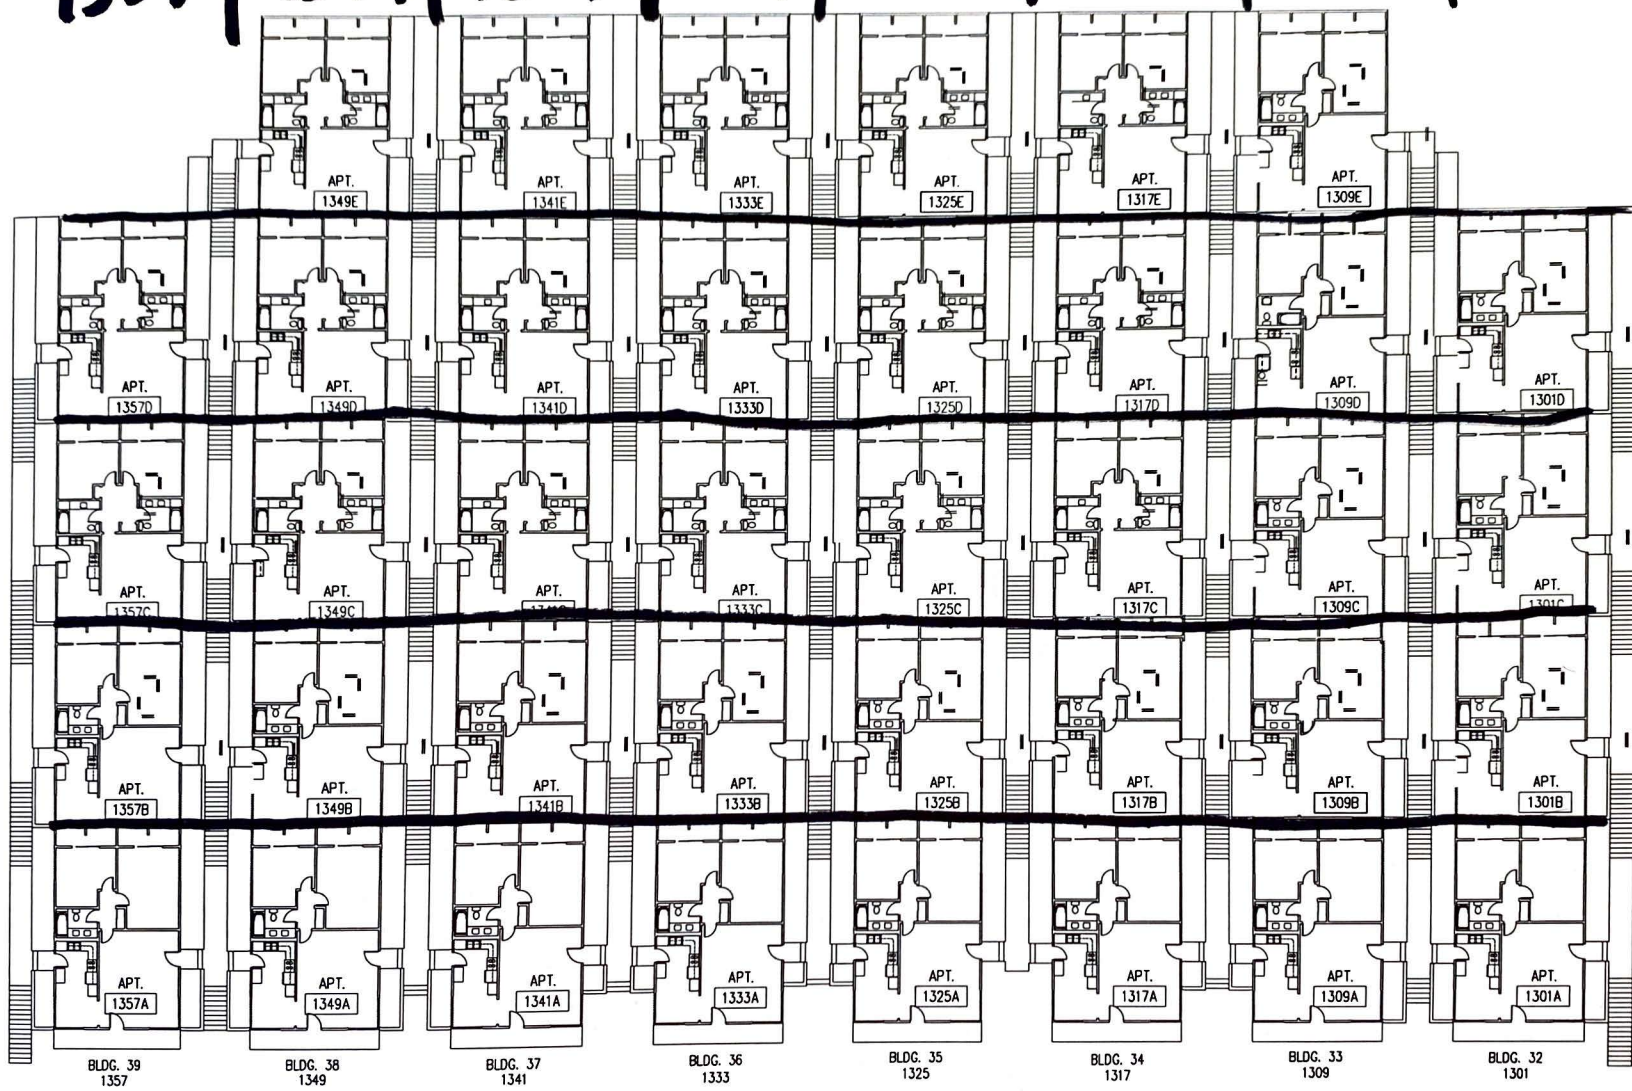 APT. APT. APT. APT. APT. APT.
1349E 1341E 1333E 1325E 1317E 1309E
APT. APT. APT. APT. APT. APT. APT. APT.
1357D 1349D 1341D 1333D 1325D 1317D 1309D 1301D
APT. APT. APT. APT. APT. APT. APT. APT.
1357C 1349C 1333C 1325C 1317C 1309C 1301C
APT. APT. APT. APT. APT. APT. APT. APT.
1357B 1349B 1341B 1333B 1325B 1317B 1309B 1301B
APT. APT. APT. APT. APT. APT. APT. APT.
1357A 1349A 1341A 1333A 1325A 1317A 1309A 1301A
BLDG. 39 BLDG. 38 BLDG. 37 BLDG. 36 BLDG. 35 BLDG. 34 BLDG. 33 BLDG. 32
1357 1349 1341 1333 1325 1317 1309 1301